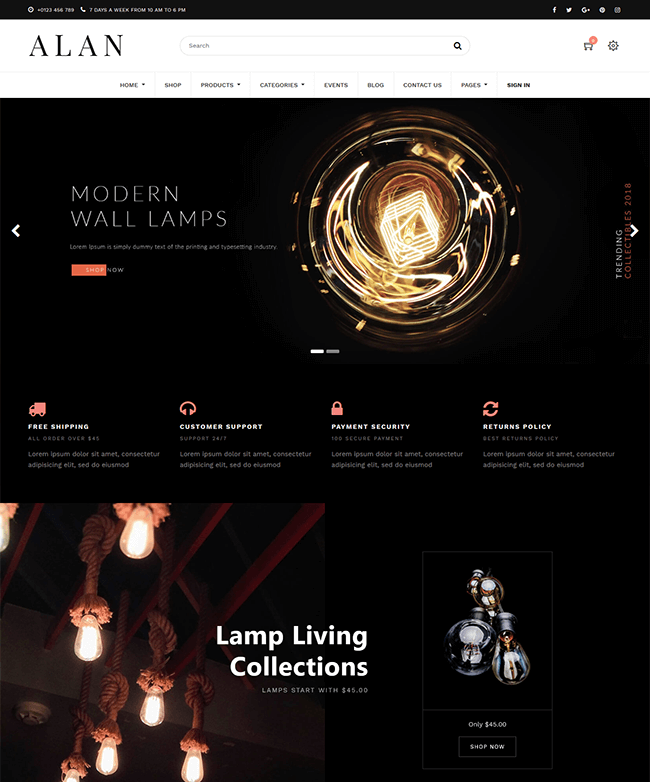 +0123 456 789 7 DAYS A WEEK FROM 10 AM TO 6 PM
ALAN
Search
0
HOME SHOP PRODUCTS CATEGORIES EVENTS BLOG CONTACT US PAGES SIGN IN
MODERN
WALL LAMPS
Lorem Ipsum is simply dummy text of the printing and typesetting industry.
SHOP NOW
TRENDING
COLLECTIBLES 2018
FREE SHIPPING
ALL ORDER OVER $45
Lorem ipsum dolor sit amet, consectetur
adipisicing elit, sed do eiusmod
CUSTOMER SUPPORT
SUPPORT 24/7
Lorem ipsum dolor sit amet, consectetur
adipisicing elit, sed do eiusmod
PAYMENT SECURITY
100 SECURE PAYMENT
Lorem ipsum dolor sit amet, consectetur
adipisicing elit, sed do eiusmod
RETURNS POLICY
BEST RETURNS POLICY
Lorem ipsum dolor sit amet, consectetur
adipisicing elit, sed do eiusmod
Lamp Living
Collections
LAMPS START WITH $45.00
Only $45.00
SHOP NOW